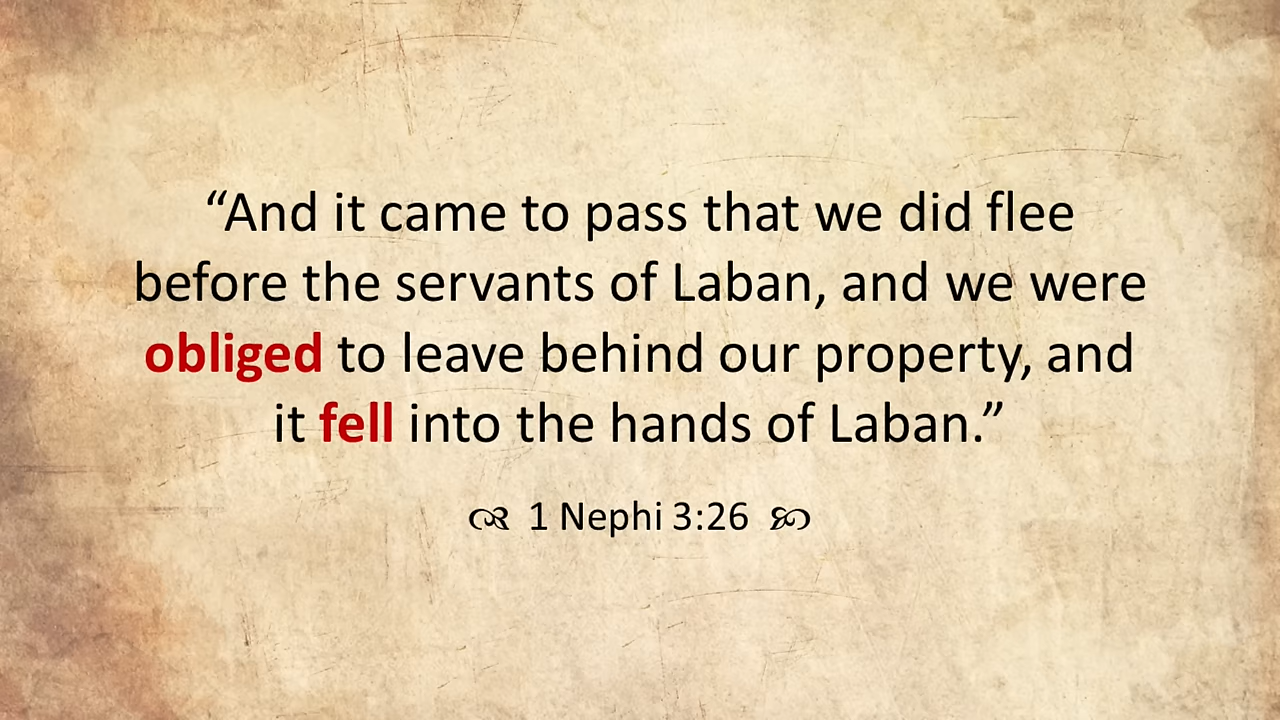 “And it came to pass that we did flee
before the servants of Laban, and we were
obliged to leave behind our property, and
it fell into the hands of Laban.”
1 Nephi 3:26